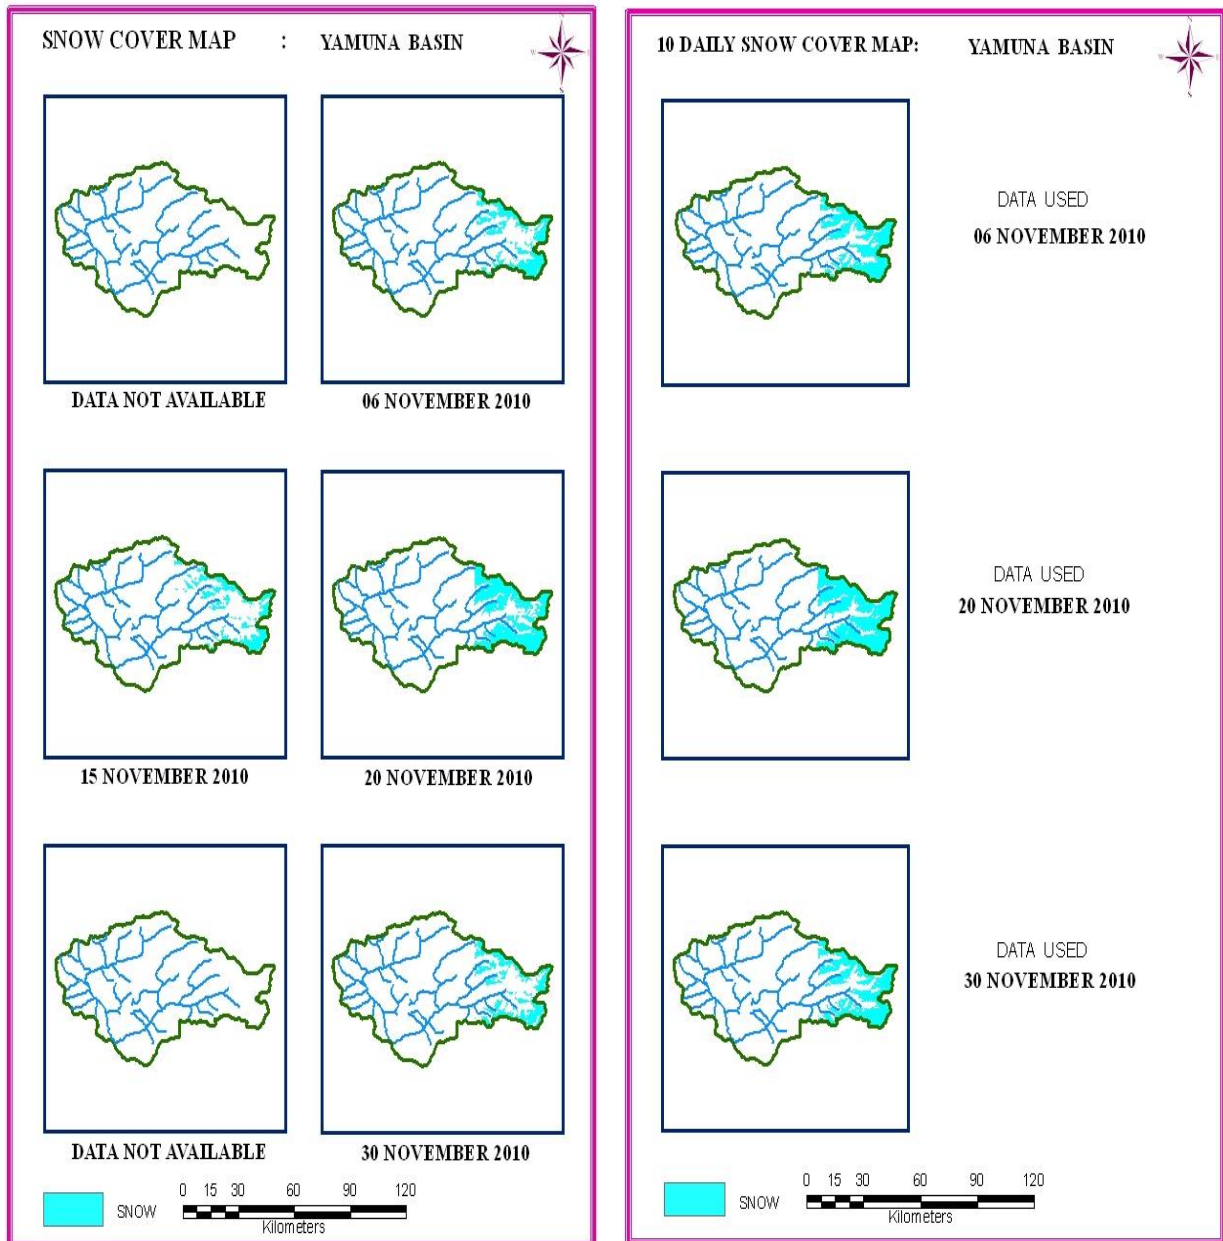 SNOW COVER MAP : YAMUNA BASIN
DATA NOT AVAILABLE
06 NOVEMBER 2010
15 NOVEMBER 2010
20 NOVEMBER 2010
DATA NOT AVAILABLE
30 NOVEMBER 2010
SNOW
0 15 30 60 90 120
Kilometers
10 DAILY SNOW COVER MAP: YAMUNA BASIN
DATA USED
06 NOVEMBER 2010
DATA USED
20 NOVEMBER 2010
DATA USED
30 NOVEMBER 2010
SNOW
90 15 30 60 90 120
Kilometers